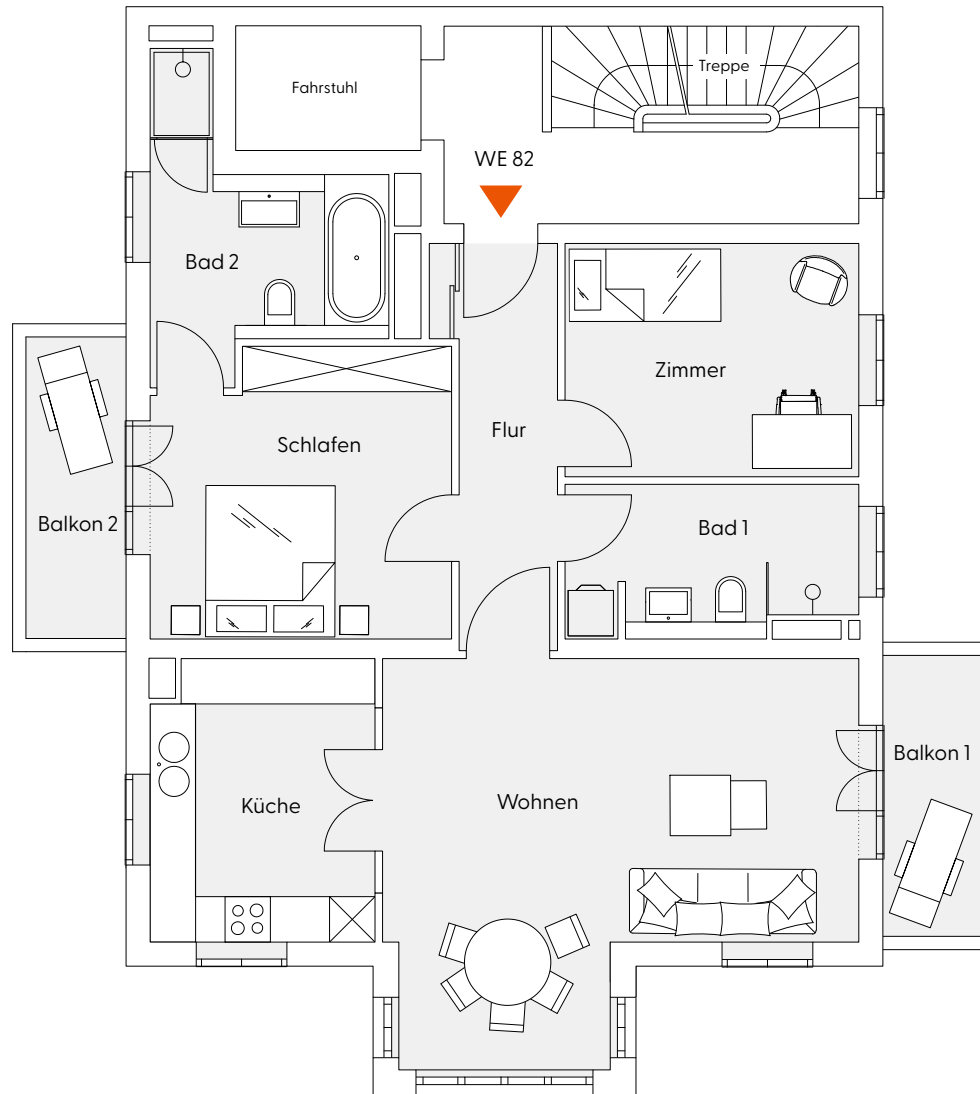 Fahrstuhl
Treppe
WE 82
Bad 2
Zimmer
Flur
Schlafen
Balkon 2
Bad 1
Balkon 1
Küche
Wohnen